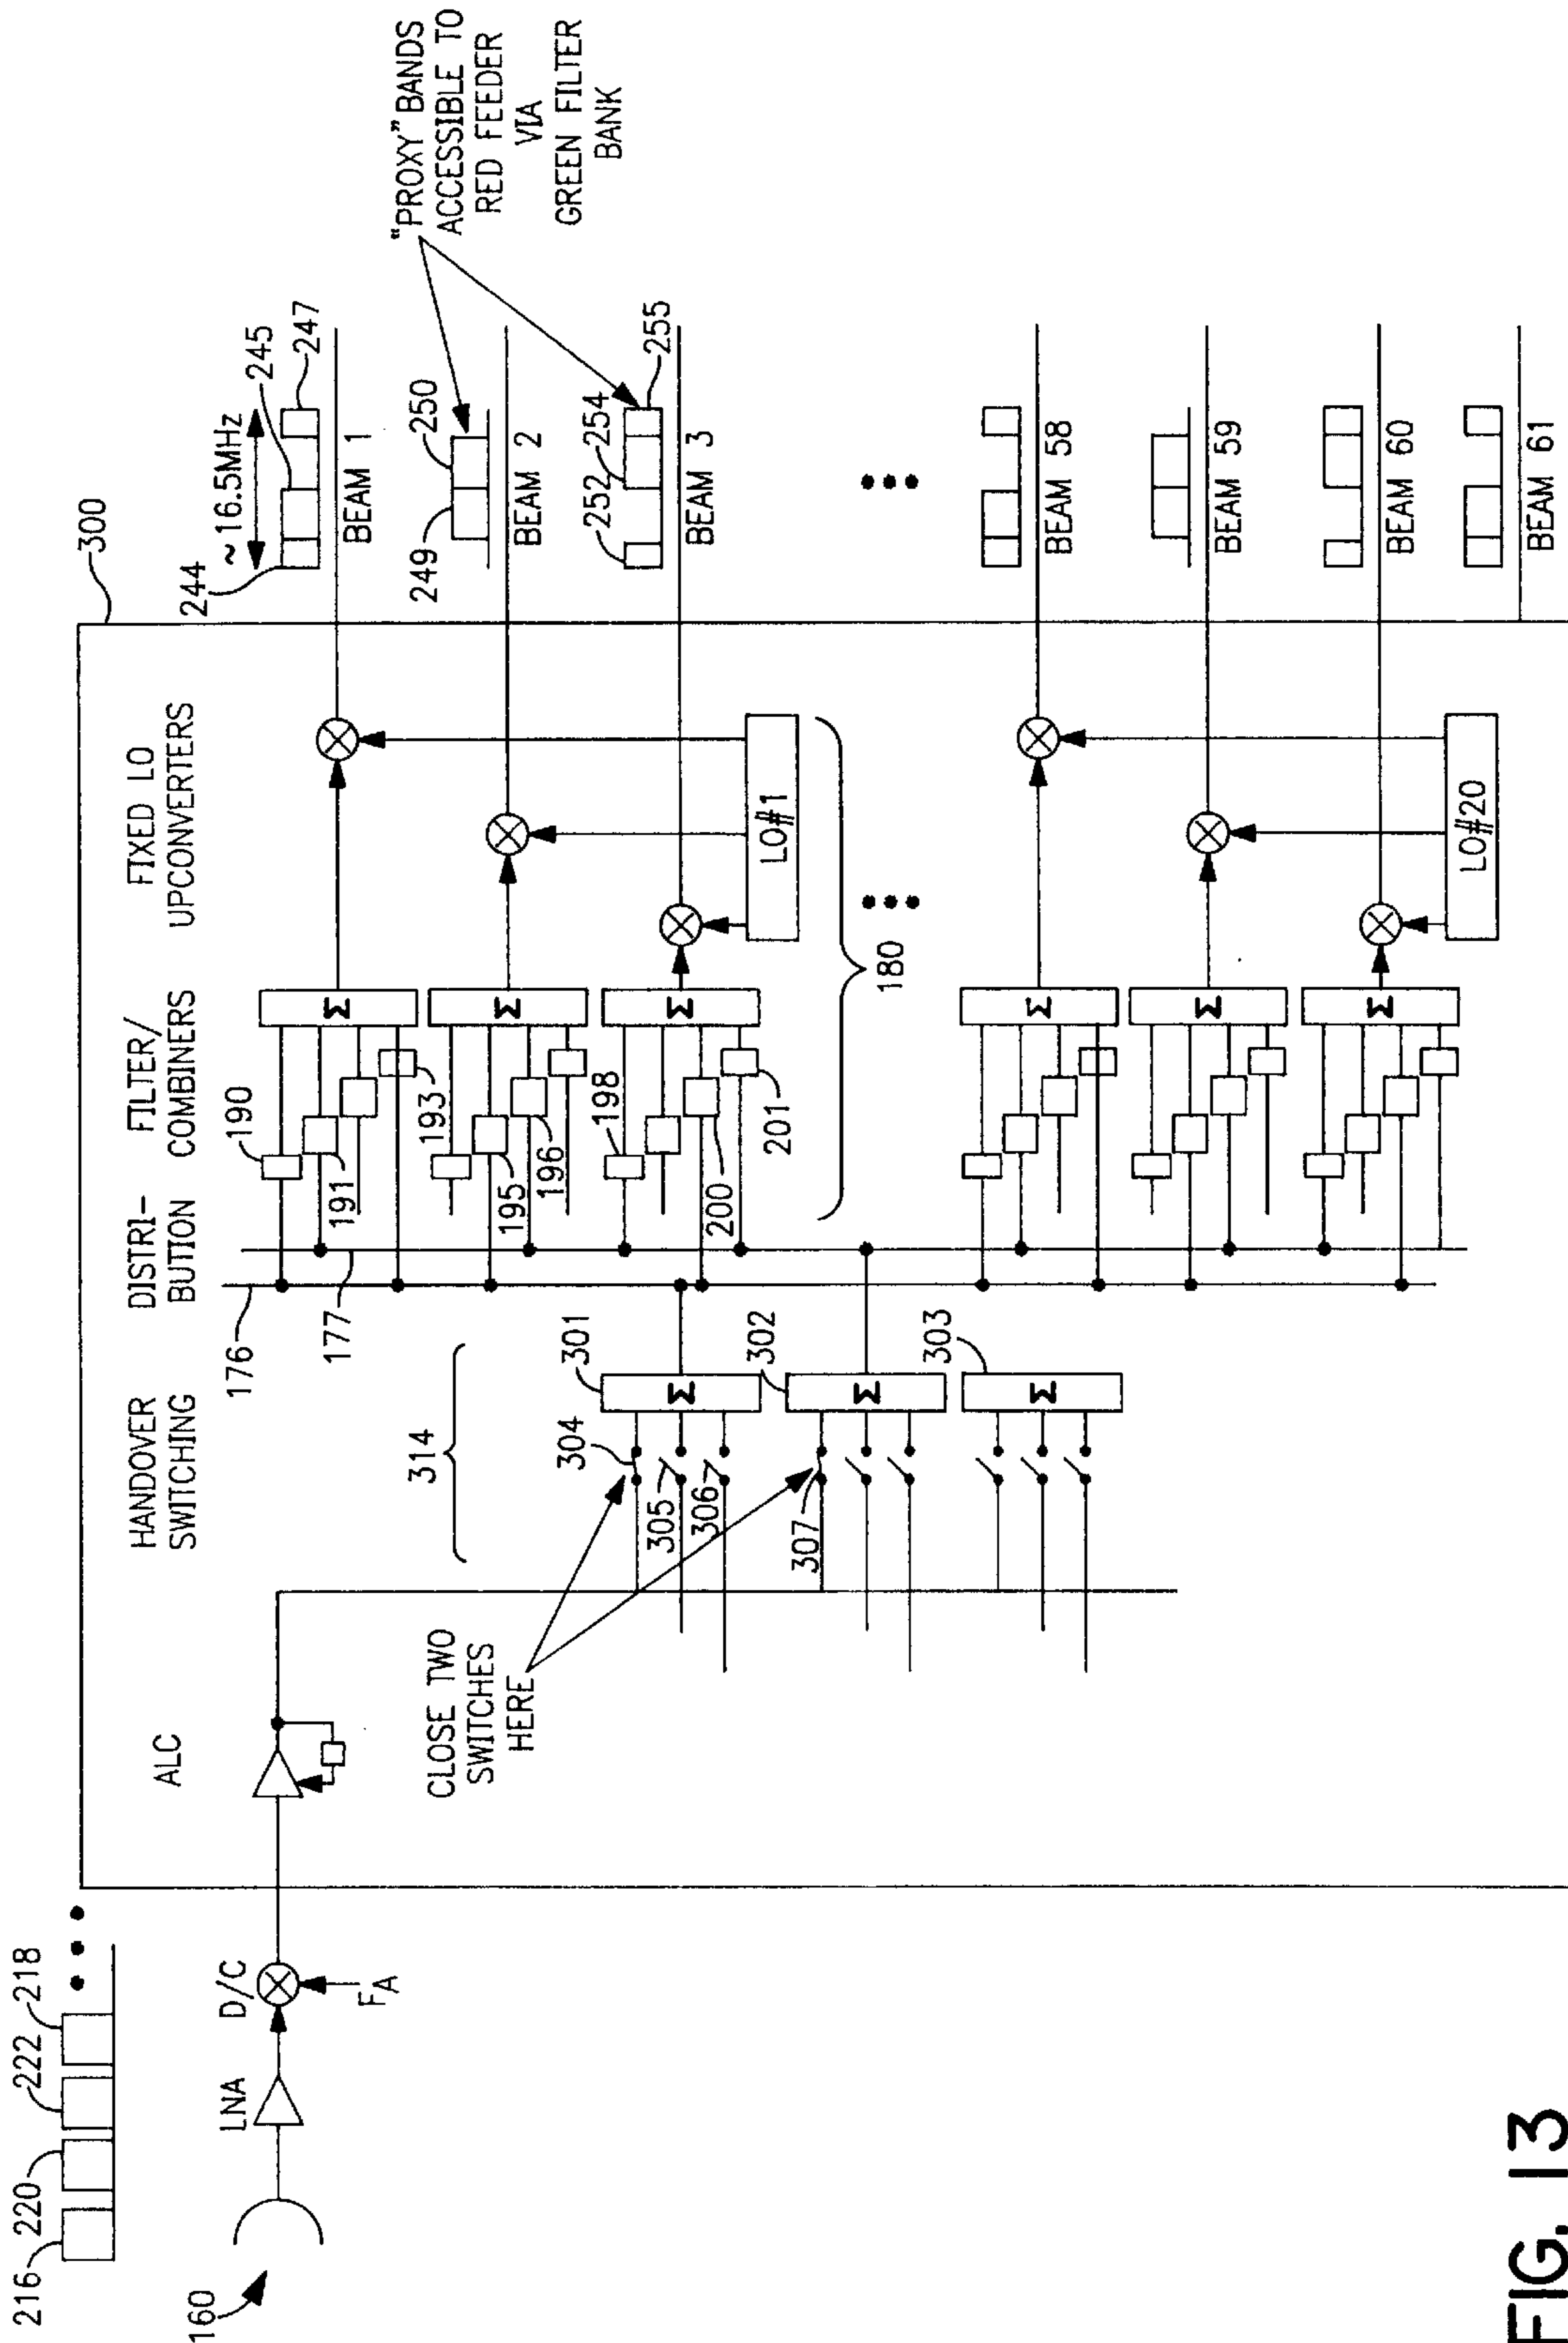 216
220
222
218
160
LNA
D/C
FA
ALC
HANDOVER
SWITCHING
DISTRI-
BUTION
FILTER/
COMBINERS
FIXED LO
UPCONVERTERS
300
176
177
314
CLOSE TWO
SWITCHES
HERE
304
305
306
307
301
Σ
302
Σ
303
Σ
190
191
193
195
196
198
200
201
Σ
Σ
Σ
LO#1
180
Σ
Σ
Σ
LO#20
244
~16.5MHz
245
247
BEAM 1
249
250
BEAM 2
252
254
255
BEAM 3
"PROXY" BANDS
ACCESSIBLE TO
RED FEEDER
VIA
GREEN FILTER
BANK
BEAM 58
BEAM 59
BEAM 60
BEAM 61
FIG. 13